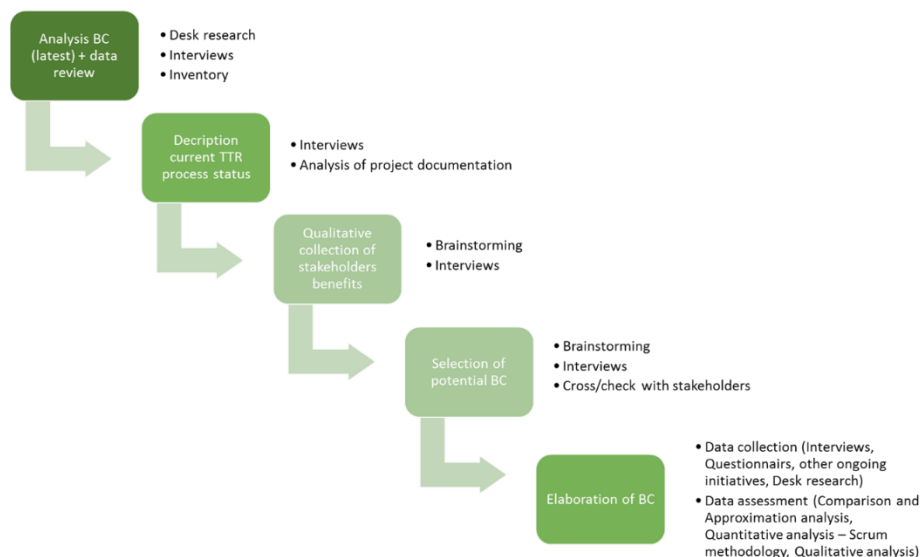 Analysis BC
(latest) + data
review
• Desk research
• Interviews
• Inventory
Decription
current TTR
process status
• Interviews
• Analysis of project documentation
Qualitative
collection of
stakeholders
benefits
• Brainstorming
• Interviews
Selection of
potential BC
• Brainstorming
• Interviews
• Cross/check with stakeholders
Elaboration of BC
• Data collection (Interviews,
Questionnairs, other ongoing
initiatives, Desk research)
• Data assessment (Comparison and
Approximation analysis,
Quantitative analysis – Scrum
methodology, Qualitative analysis)